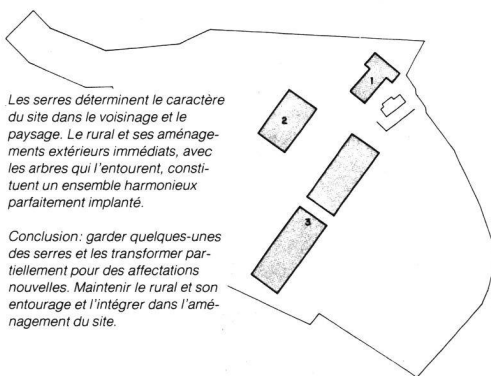 Les serres déterminent le caractère
du site dans le voisinage et le
paysage. Le rural et ses aménage-
ments extérieurs immédiats, avec
les arbres qui l'entourent, consti-
tuent un ensemble harmonieux
parfaitement implanté.
Conclusion: garder quelques-unes
des serres et les transformer par-
tiellement pour des affectations
nouvelles. Maintenir le rural et son
entourage et l'intégrer dans l'amé-
nagement du site.
1
2
3